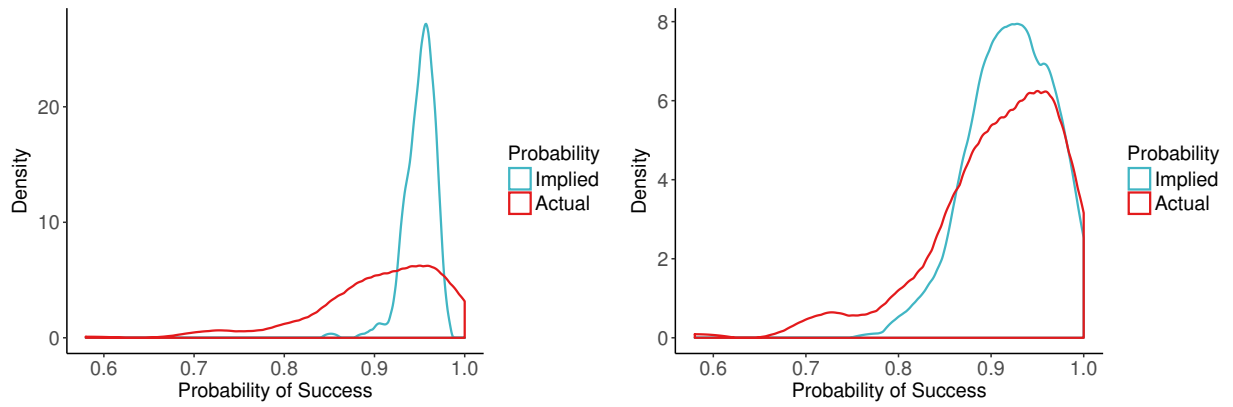 Density
20
10
0
0.6 0.7 0.8 0.9 1.0
Probability of Success
Probability
Implied
Actual
Density
8
6
4
2
0
0.6 0.7 0.8 0.9 1.0
Probability of Success
Probability
Implied
Actual